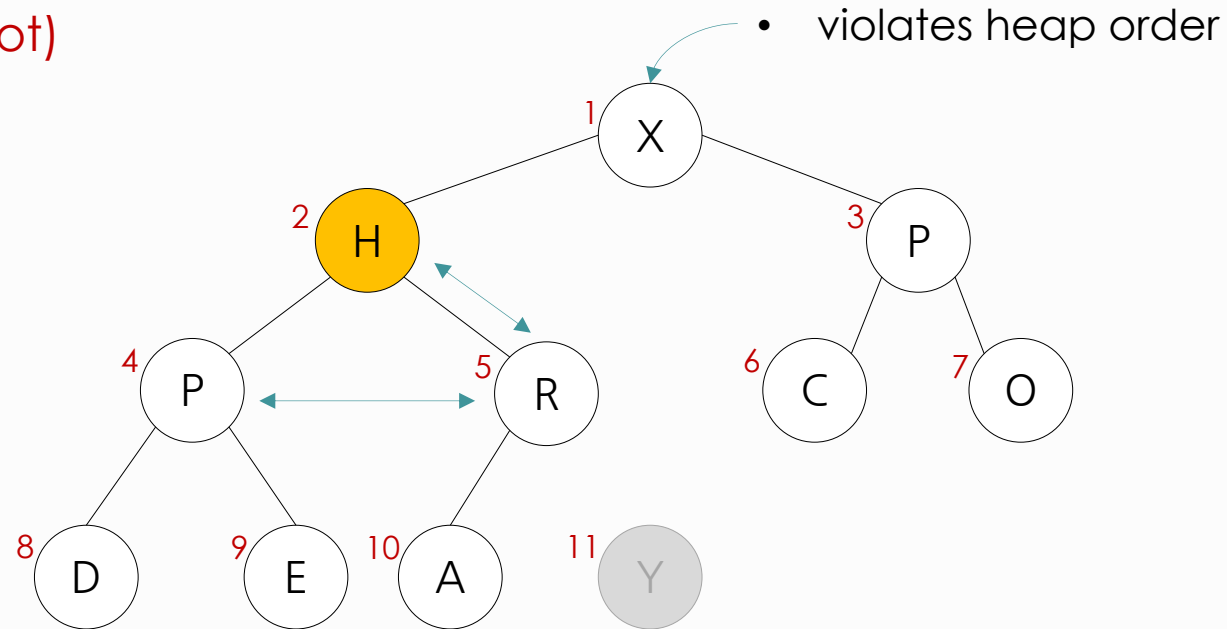 ot)
• violates heap order
1 X
2 H
3 P
4 P
5 R
6 C
7 O
8 D
9 E
10 A
11 Y